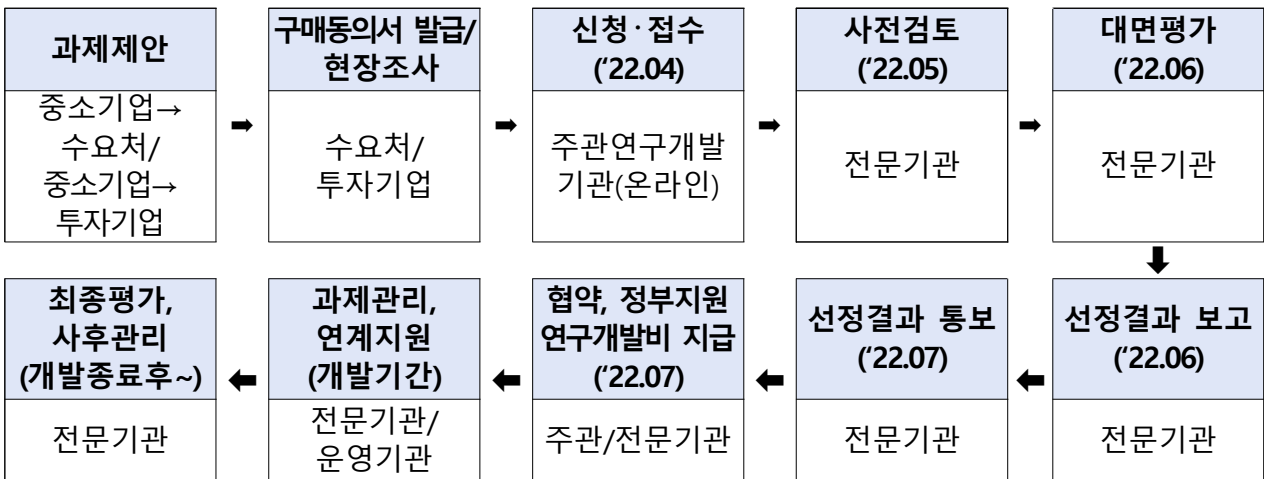 과제제안
중소기업→
수요처/
중소기업→
투자기업
➡
구매동의서 발급/
현장조사
수요처/
투자기업
➡
신청·접수
(‘22.04)
주관연구개발
기관(온라인)
➡
사전검토
(‘22.05)
전문기관
➡
대면평가
(‘22.06)
전문기관
⬇
선정결과 보고
(‘22.06)
전문기관
⬅
선정결과 통보
(‘22.07)
전문기관
⬅
협약, 정부지원
연구개발비 지급
(‘22.07)
주관/전문기관
⬅
과제관리,
연계지원
(개발기간)
전문기관/
운영기관
⬅
최종평가,
사후관리
(개발종료후~)
전문기관